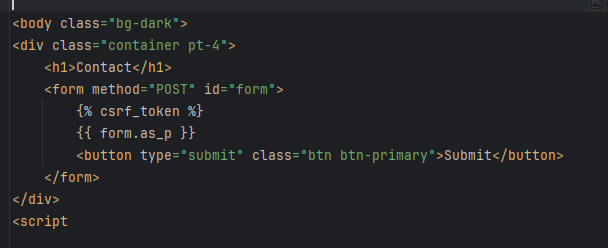 <body class="bg-dark">
<div class="container pt-4">
    <h1>Contact</h1>
    <form method="POST" id="form">
        {% csrf_token %}
        {{ form.as_p }}
        <button type="submit" class="btn btn-primary">Submit</button>
    </form>
</div>
<script